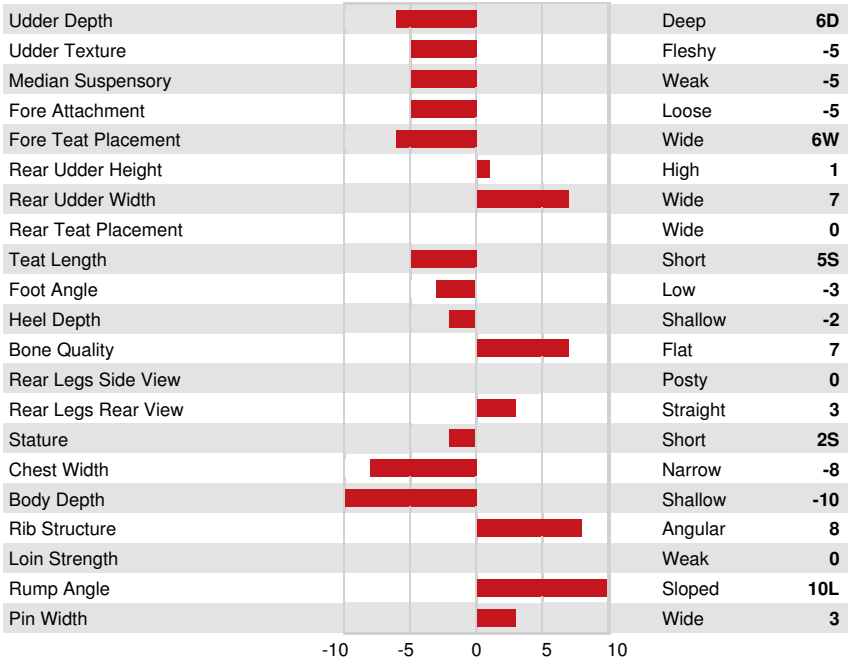 Udder Depth Deep 6D
Udder Texture Fleshy -5
Median Suspensory Weak -5
Fore Attachment Loose -5
Fore Teat Placement Wide 6W
Rear Udder Height High 1
Rear Udder Width Wide 7
Rear Teat Placement Wide 0
Teat Length Short 5S
Foot Angle Low -3
Heel Depth Shallow -2
Bone Quality Flat 7
Rear Legs Side View Posty 0
Rear Legs Rear View Straight 3
Stature Short 2S
Chest Width Narrow -8
Body Depth Shallow -10
Rib Structure Angular 8
Loin Strength Weak 0
Rump Angle Sloped 10L
Pin Width Wide 3
-10 -5 0 5 10